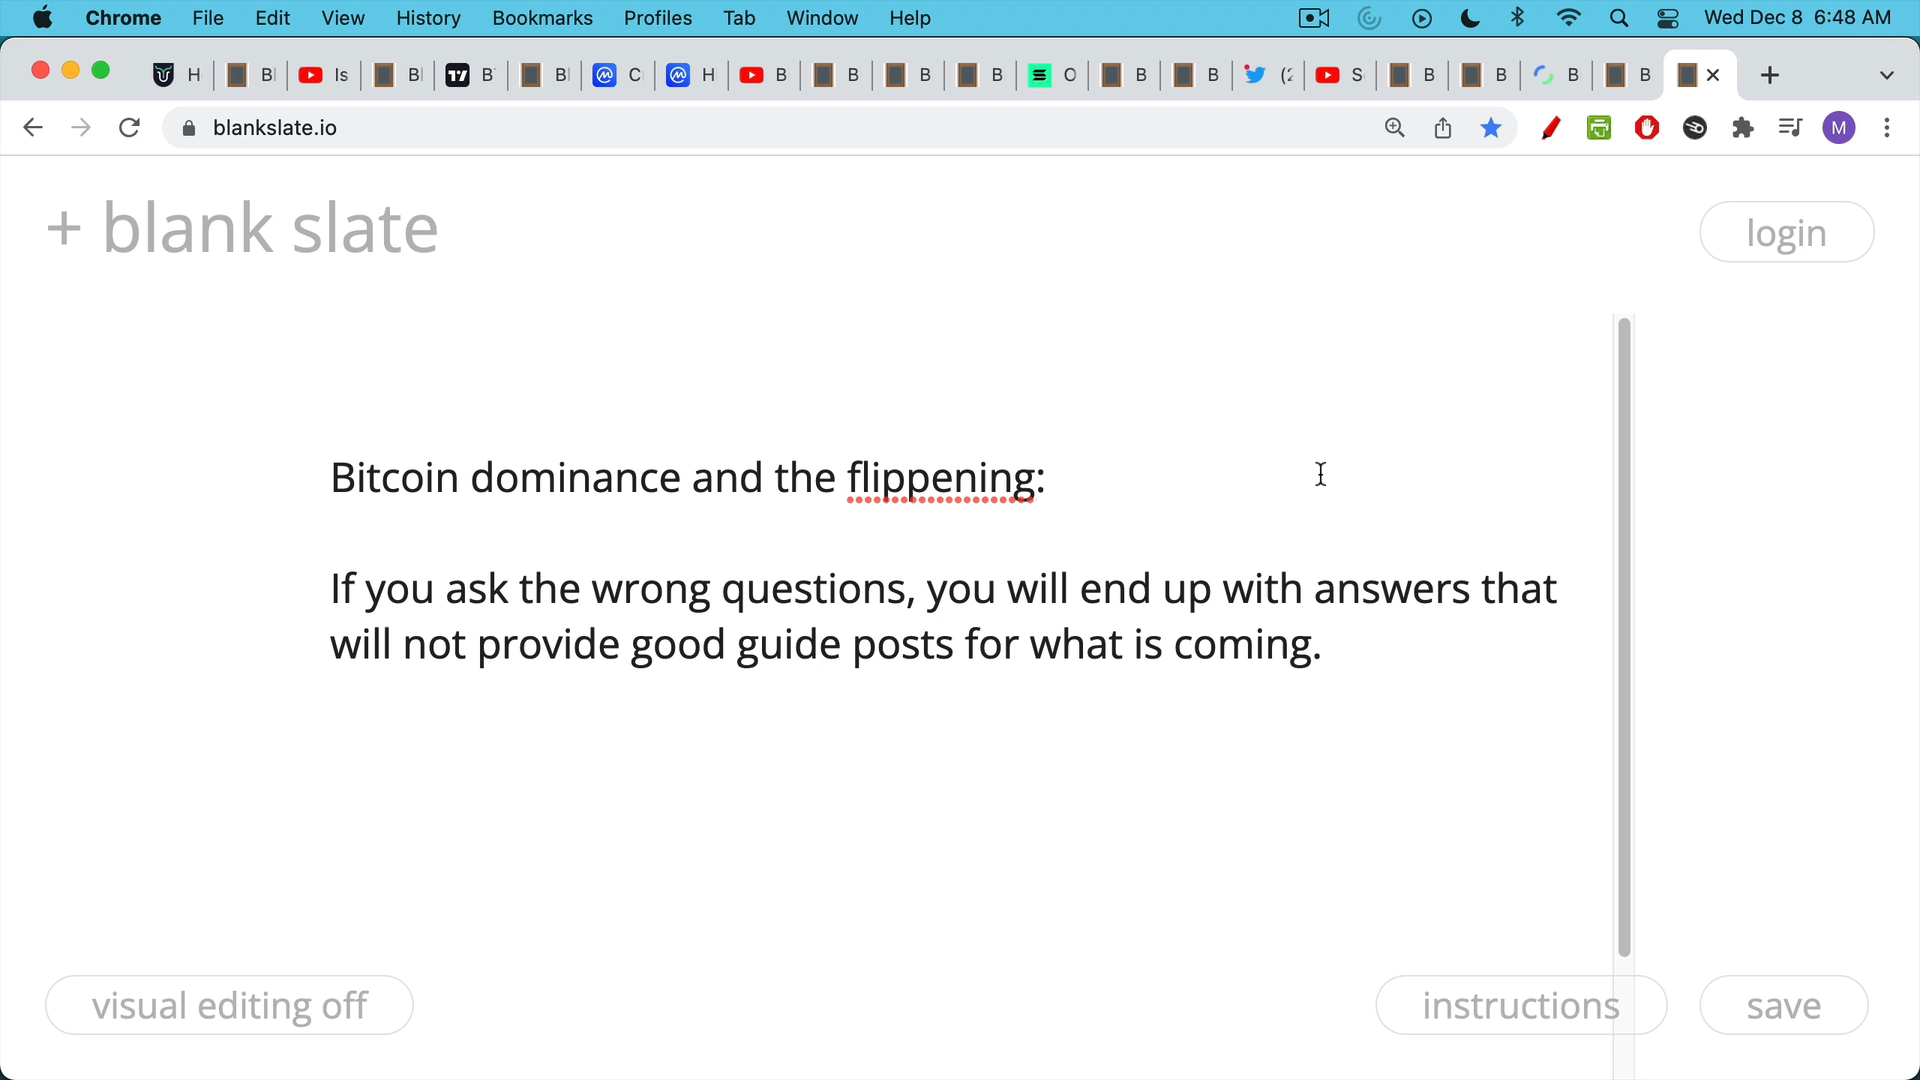 Chrome File Edit View History Bookmarks Profiles Tab Window Help Wed Dec 8 6:48 AM
H B Is B B B C H B B B B O B B (2 S B B B B
blankslate.io M
+ blank slate
login
Bitcoin dominance and the flippening:
If you ask the wrong questions, you will end up with answers that
will not provide good guide posts for what is coming.
visual editing off
instructions
save